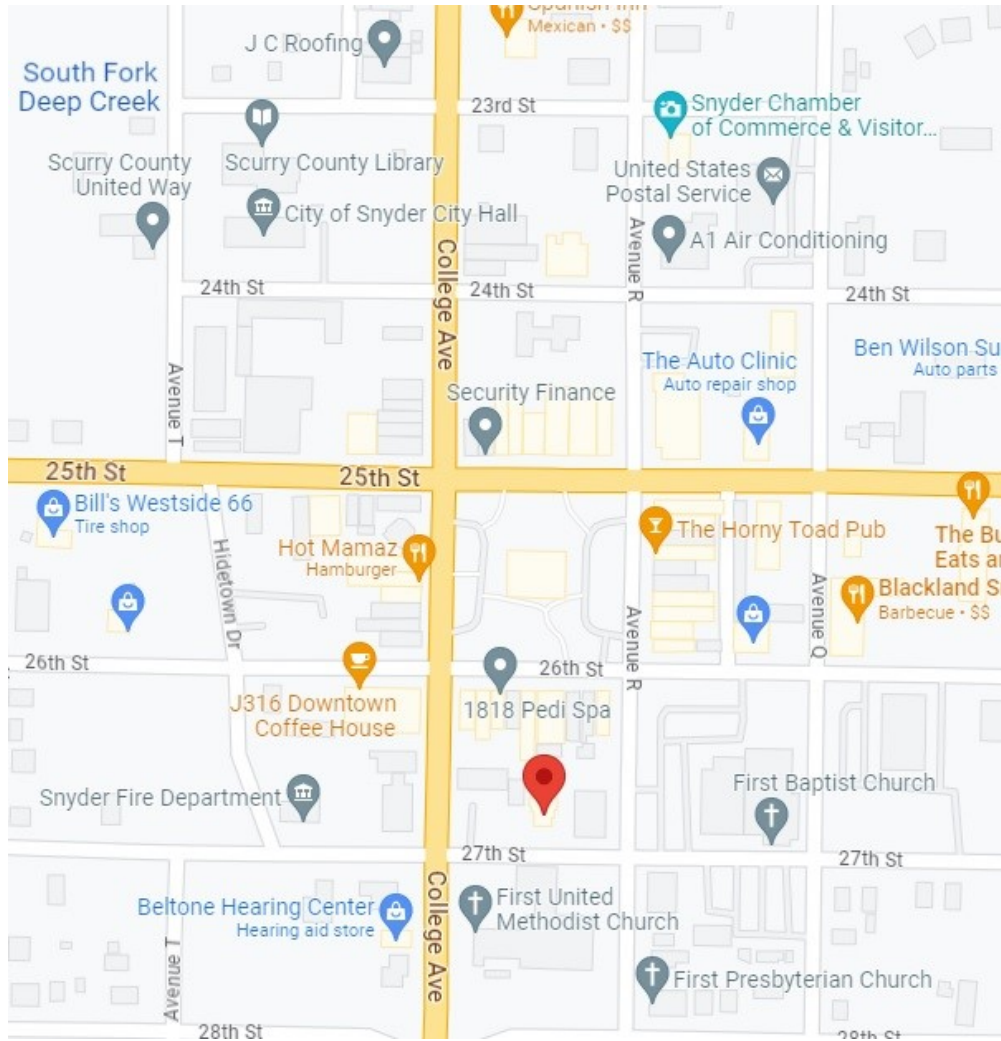 Spanish Inn
Mexican • $$
J C Roofing
South Fork
Deep Creek
23rd St
Snyder Chamber
of Commerce & Visitor...
Scurry County
United Way
Scurry County Library
United States
Postal Service
City of Snyder City Hall
A1 Air Conditioning
College Ave
Avenue R
24th St
24th St
24th St
The Auto Clinic
Auto repair shop
Ben Wilson Su
Auto parts
Avenue T
Security Finance
25th St
25th St
Bill's Westside 66
Tire shop
Hot Mamaz
Hamburger
The Horny Toad Pub
The Bu
Eats a
Hidetown Dr
Blackland S
Barbecue • $$
Avenue R
Avenue Q
26th St
26th St
J316 Downtown
Coffee House
1818 Pedi Spa
Snyder Fire Department
First Baptist Church
27th St
27th St
Beltone Hearing Center
Hearing aid store
College Ave
First United
Methodist Church
Avenue T
First Presbyterian Church
28th St
28th St